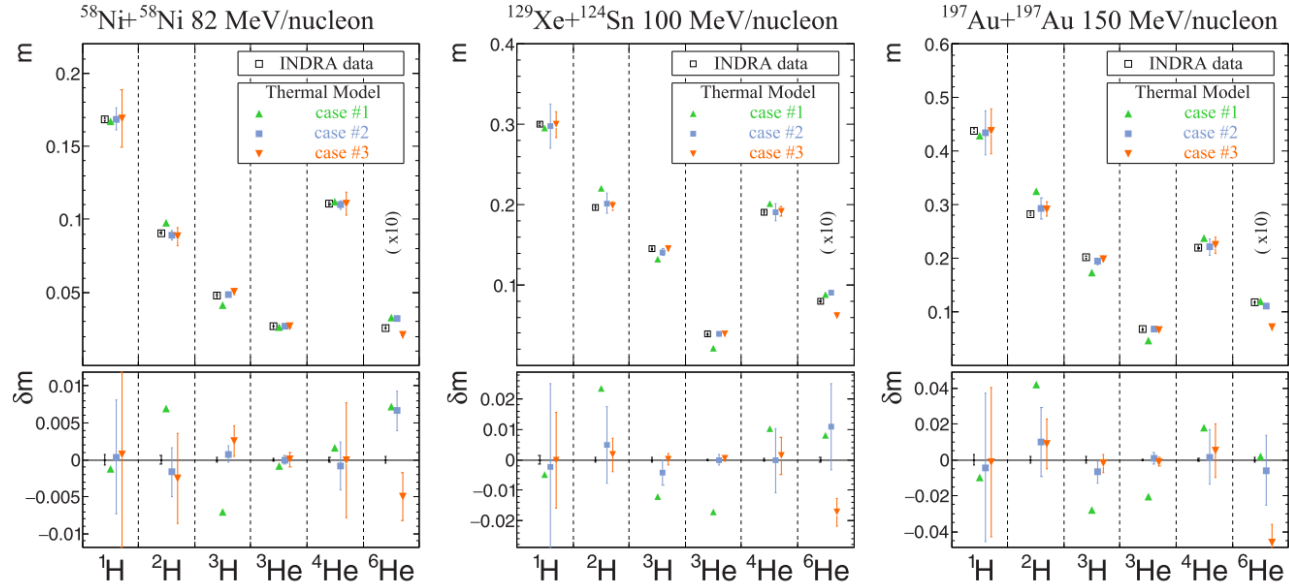 ⁵⁸Ni+⁵⁸Ni 82 MeV/nucleon
m
0.2
0.15
0.1
0.05
INDRA data
Thermal Model
case #1
case #2
case #3
( x10)
δm
0.01
0.005
0
−0.005
−0.01
¹H ²H ³H ³He ⁴He ⁶He
¹²⁹Xe+¹²⁴Sn 100 MeV/nucleon
m
0.4
0.3
0.2
0.1
INDRA data
Thermal Model
case #1
case #2
case #3
( x10)
δm
0.02
0.01
0
−0.01
−0.02
¹H ²H ³H ³He ⁴He ⁶He
¹⁹⁷Au+¹⁹⁷Au 150 MeV/nucleon
m
0.6
0.5
0.4
0.3
0.2
0.1
INDRA data
Thermal Model
case #1
case #2
case #3
( x10)
δm
0.04
0.02
0
−0.02
−0.04
¹H ²H ³H ³He ⁴He ⁶He